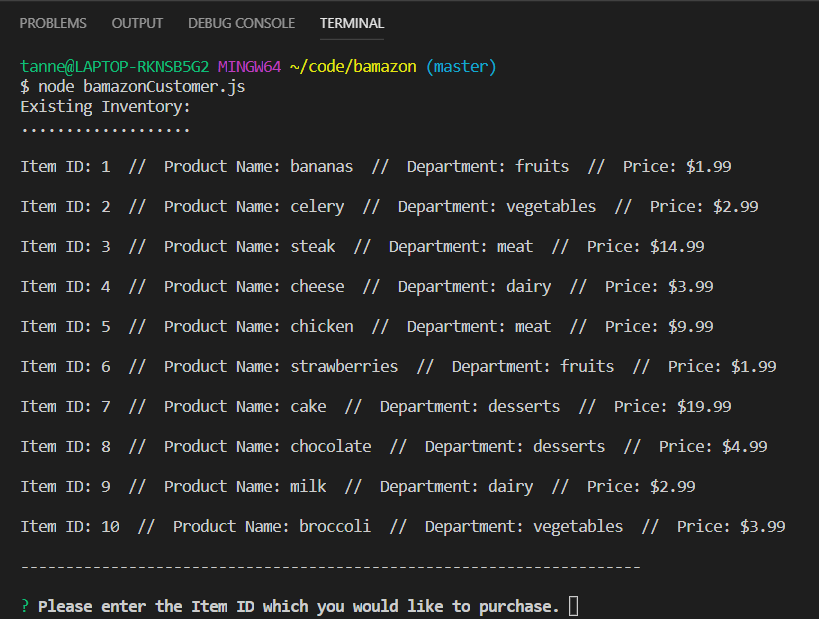 PROBLEMS OUTPUT DEBUG CONSOLE TERMINAL
tanne@LAPTOP-RKNSB5G2 MINGW64 ~/code/bamazon (master)
$ node bamazonCustomer.js
Existing Inventory:
...................
Item ID: 1  //  Product Name: bananas  //  Department: fruits  //  Price: $1.99
Item ID: 2  //  Product Name: celery  //  Department: vegetables  //  Price: $2.99
Item ID: 3  //  Product Name: steak  //  Department: meat  //  Price: $14.99
Item ID: 4  //  Product Name: cheese  //  Department: dairy  //  Price: $3.99
Item ID: 5  //  Product Name: chicken  //  Department: meat  //  Price: $9.99
Item ID: 6  //  Product Name: strawberries  //  Department: fruits  //  Price: $1.99
Item ID: 7  //  Product Name: cake  //  Department: desserts  //  Price: $19.99
Item ID: 8  //  Product Name: chocolate  //  Department: desserts  //  Price: $4.99
Item ID: 9  //  Product Name: milk  //  Department: dairy  //  Price: $2.99
Item ID: 10  //  Product Name: broccoli  //  Department: vegetables  //  Price: $3.99
---------------------------------------------------------------------
? Please enter the Item ID which you would like to purchase.